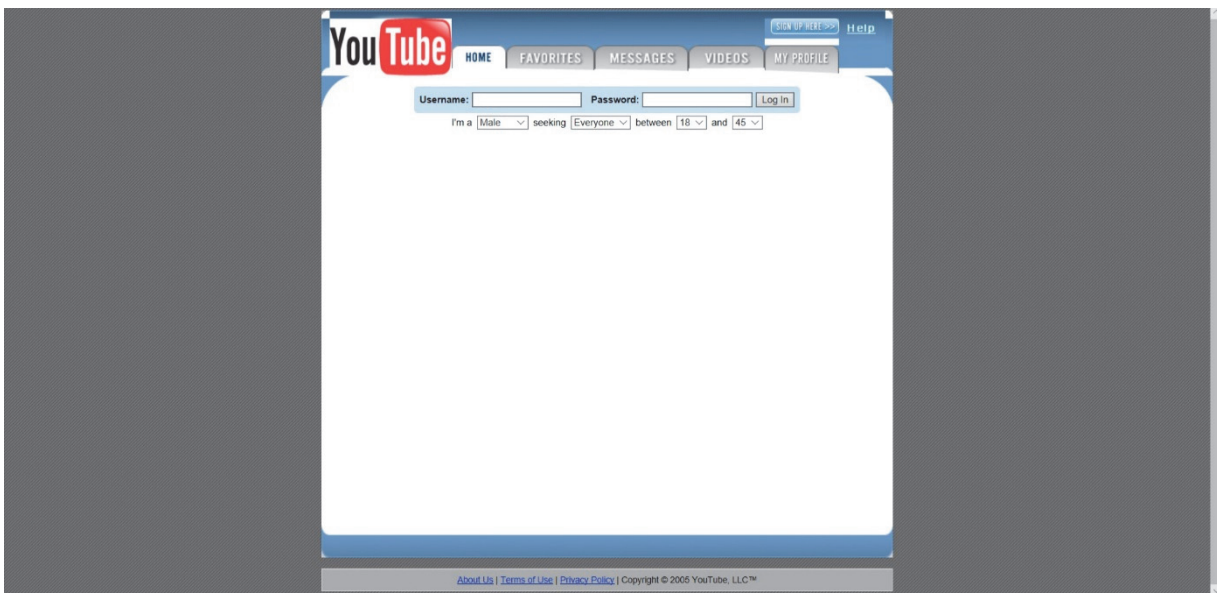 YouTube
SIGN UP HERE >> Help
HOME FAVORITES MESSAGES VIDEOS MY PROFILE
Username: Password: Log In
I'm a Male seeking Everyone between 18 and 45
About Us | Terms of Use | Privacy Policy | Copyright © 2005 YouTube, LLC™